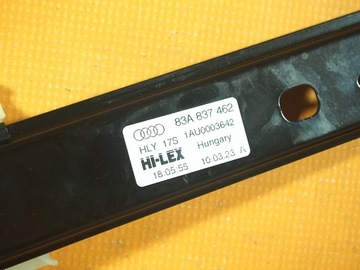 83A 837 462
HLY 17S 1AU0003642
HI-LEX Hungary
18.05.55 10.03.23 A